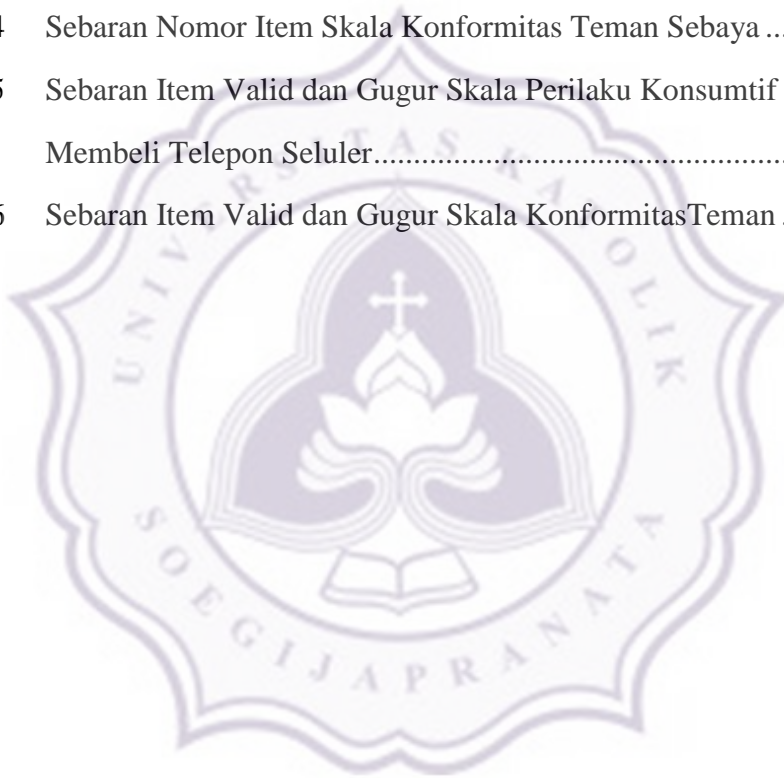 4 Sebaran Nomor Item Skala Konformitas Teman Sebaya ...
5 Sebaran Item Valid dan Gugur Skala Perilaku Konsumtif
Membeli Telepon Seluler....................................................
6 Sebaran Item Valid dan Gugur Skala KonformitasTeman .
UNIVERSITAS KATOLIK
SOEGIJAPRANATA